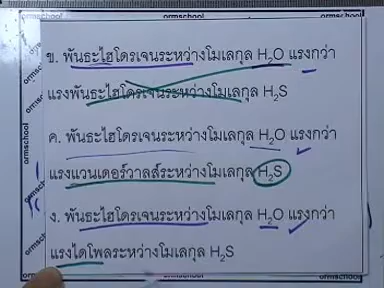 ormschool ormschool ormschool
ข. พันธะไฮโดรเจนระหว่างโมเลกุล H₂O แรงกว่า
แรงพันธะไฮโดรเจนระหว่างโมเลกุล H₂S
ค. พันธะไฮโดรเจนระหว่างโมเลกุล H₂O แรงกว่า
แรงแวนเดอร์วาลส์ระหว่างโมเลกุล H₂S
ง. พันธะไฮโดรเจนระหว่างโมเลกุล H₂O แรงกว่า
แรงไดโพลระหว่างโมเลกุล H₂S